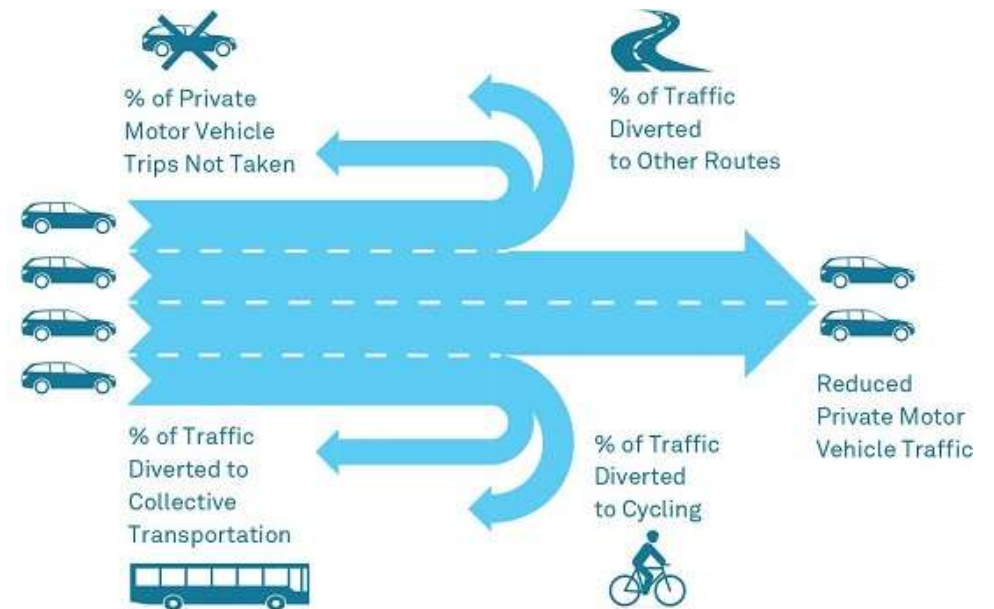 % of Private
Motor Vehicle
Trips Not Taken
% of Traffic
Diverted
to Other Routes
Reduced
Private Motor
Vehicle Traffic
% of Traffic
Diverted to
Collective
Transportation
% of Traffic
Diverted
to Cycling